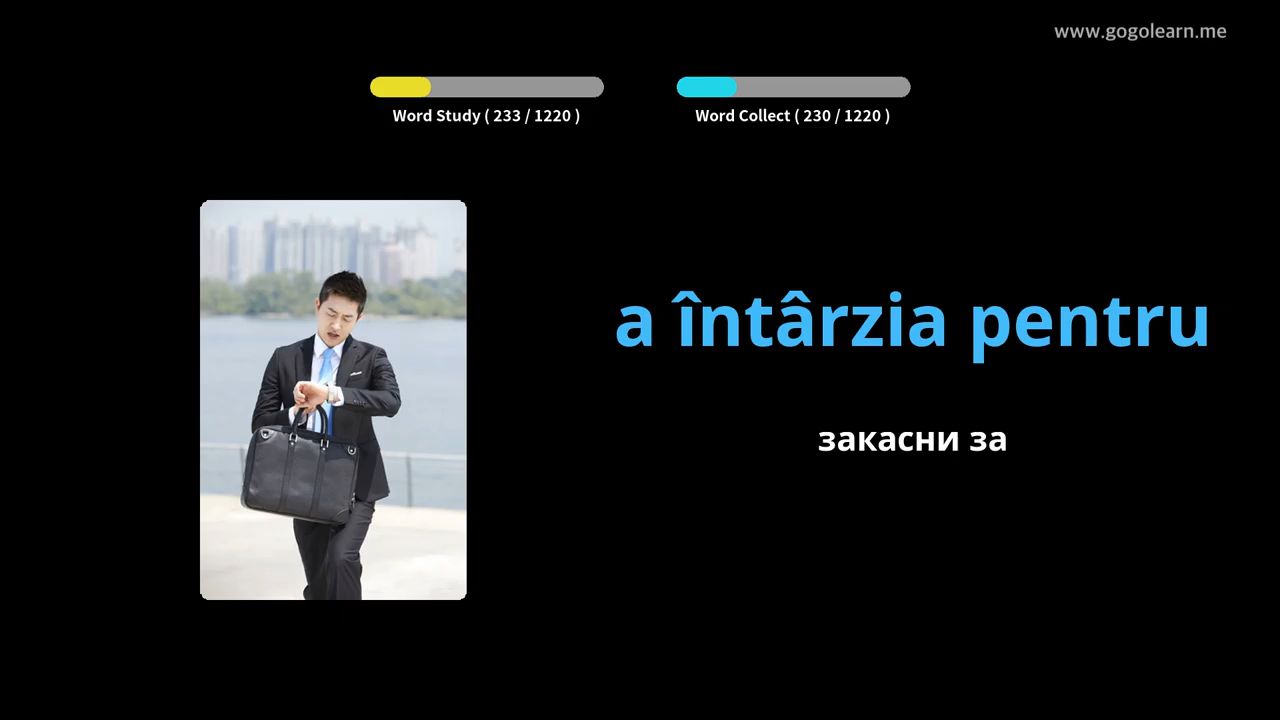 www.gogolearn.me
Word Study ( 233 / 1220 )
Word Collect ( 230 / 1220 )
a întârzia pentru
закасни за